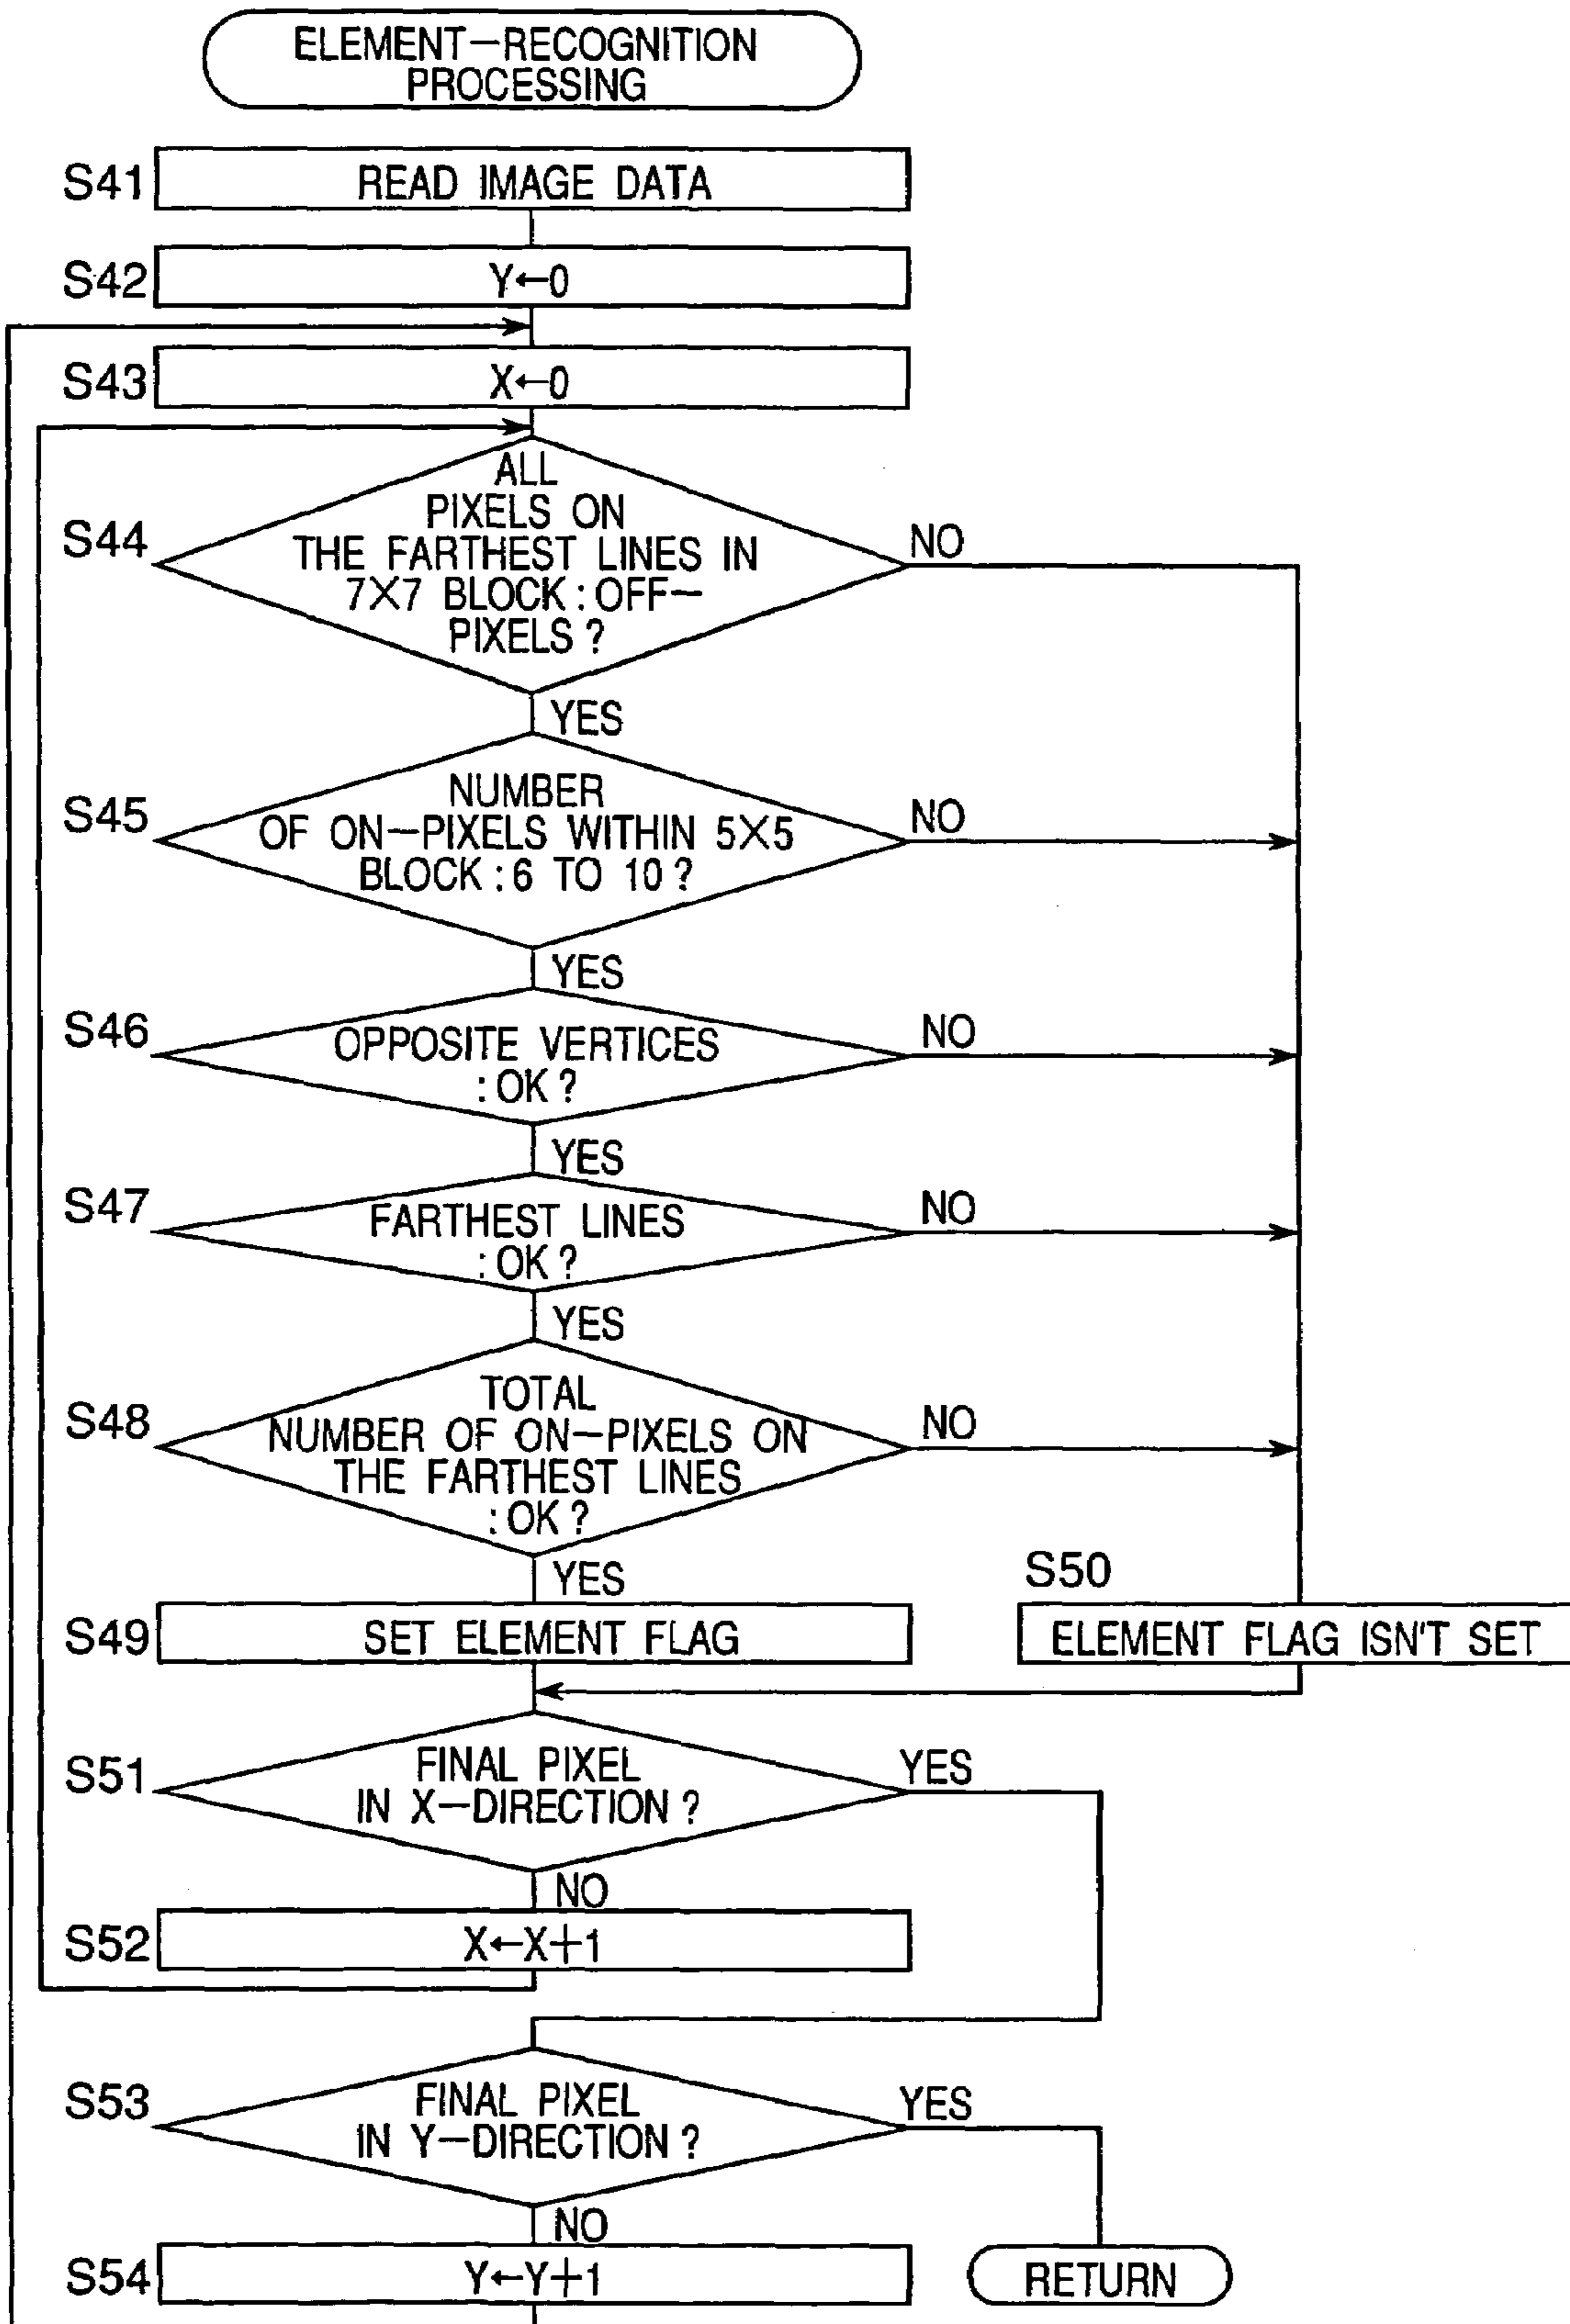 ELEMENT-RECOGNITION
PROCESSING
S41
READ IMAGE DATA
S42
Y←0
S43
X←0
S44
ALL
PIXELS ON
THE FARTHEST LINES IN
7X7 BLOCK:OFF-
PIXELS?
NO
YES
S45
NUMBER
OF ON-PIXELS WITHIN 5X5
BLOCK:6 TO 10?
NO
YES
S46
OPPOSITE VERTICES
:OK?
NO
YES
S47
FARTHEST LINES
:OK?
NO
YES
S48
TOTAL
NUMBER OF ON-PIXELS ON
THE FARTHEST LINES
:OK?
NO
YES
S49
SET ELEMENT FLAG
S50
ELEMENT FLAG ISN'T SET
S51
FINAL PIXEL
IN X-DIRECTION?
YES
NO
S52
X←X+1
S53
FINAL PIXEL
IN Y-DIRECTION?
YES
NO
S54
Y←Y+1
RETURN